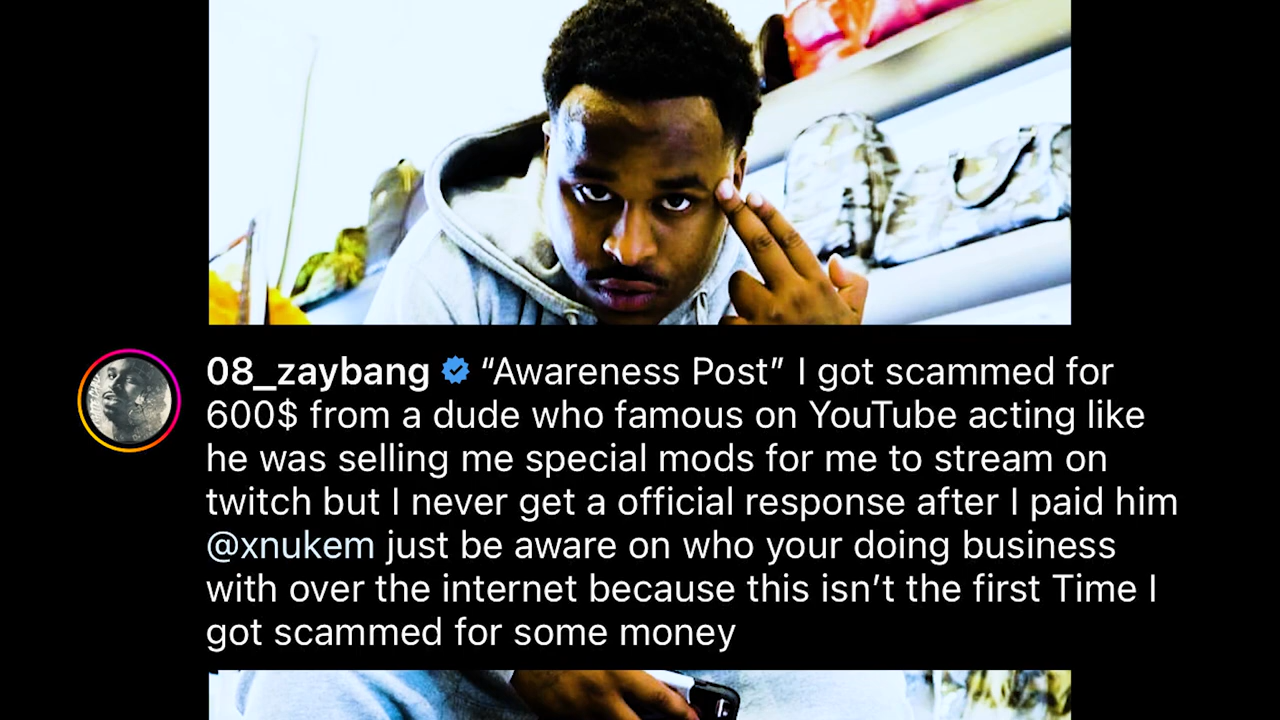 08_zaybang “Awareness Post” I got scammed for
600$ from a dude who famous on YouTube acting like
he was selling me special mods for me to stream on
twitch but I never get a official response after I paid him
@xnukem just be aware on who your doing business
with over the internet because this isn’t the first Time I
got scammed for some money